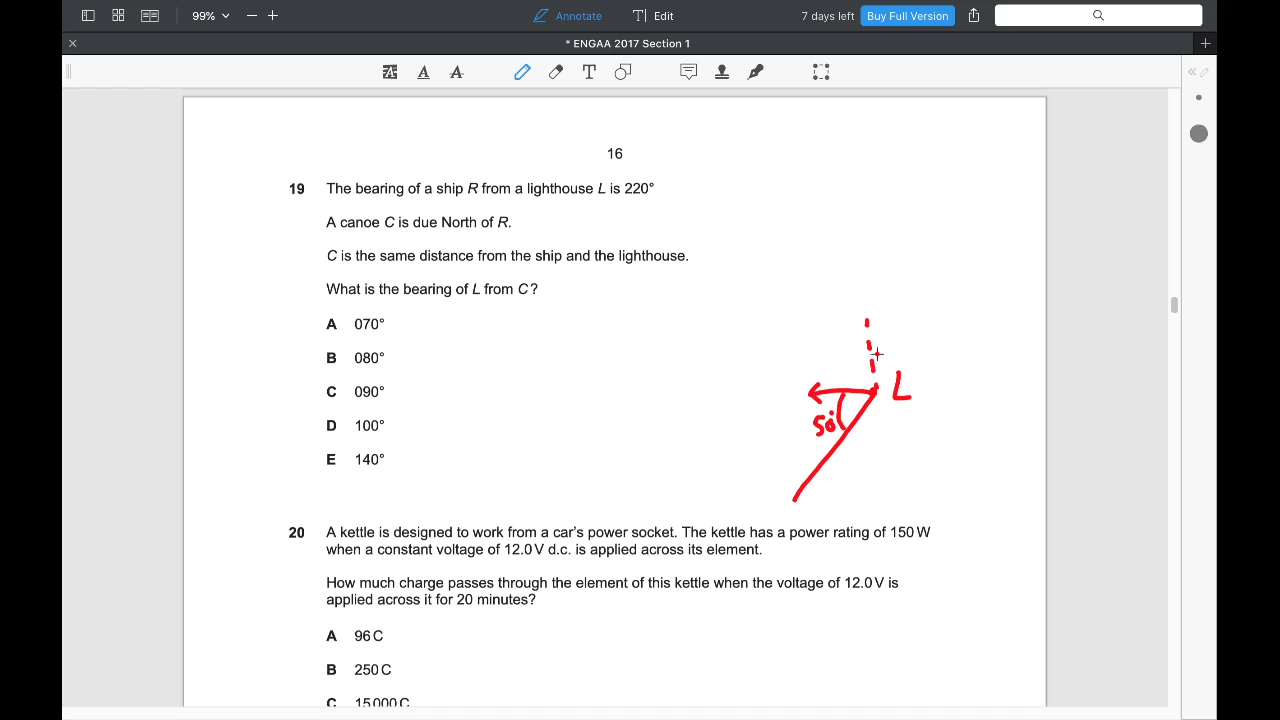 99%
Annotate
Edit
7 days left
Buy Full Version
* ENGAA 2017 Section 1
16
19 The bearing of a ship R from a lighthouse L is 220°
A canoe C is due North of R.
C is the same distance from the ship and the lighthouse.
What is the bearing of L from C?
A 070°
B 080°
C 090°
D 100°
E 140°
L
50°
20 A kettle is designed to work from a car's power socket. The kettle has a power rating of 150 W
when a constant voltage of 12.0 V d.c. is applied across its element.
How much charge passes through the element of this kettle when the voltage of 12.0 V is
applied across it for 20 minutes?
A 96 C
B 250 C
C 15 000 C